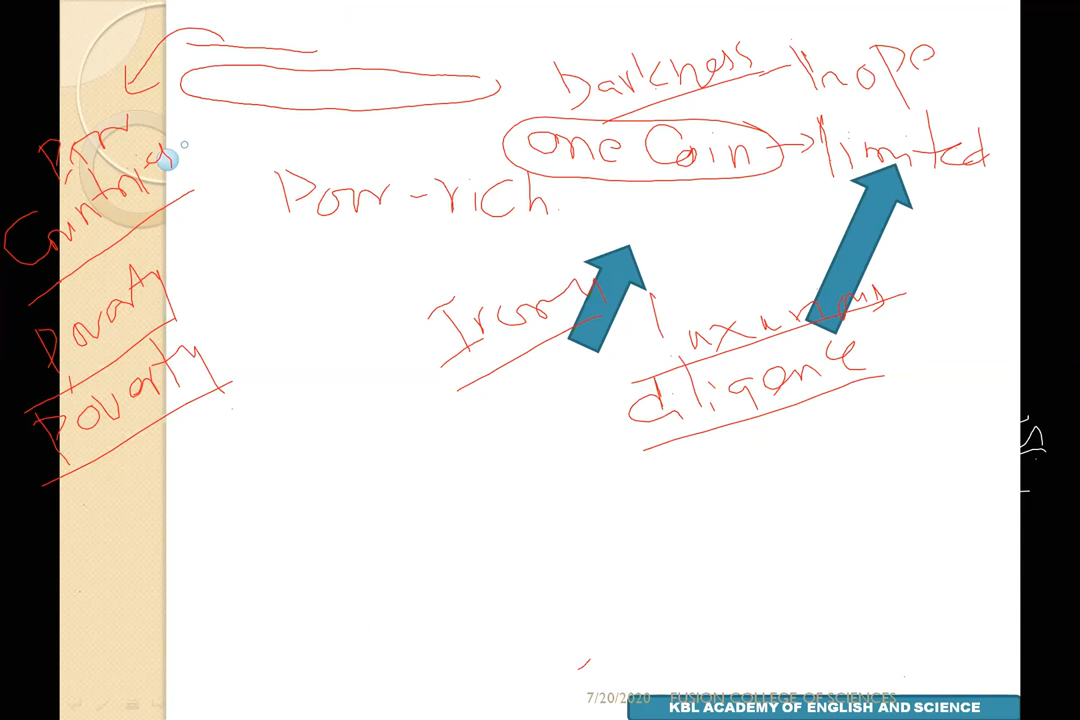 Darkness - hope
one Coin → limited
Poor
Countries
Poor - rich
Poverty
Irony
luxurious
Poverty
diligence
7/20/2020 FUSION COLLEGE OF SCIENCES
KBL ACADEMY OF ENGLISH AND SCIENCE